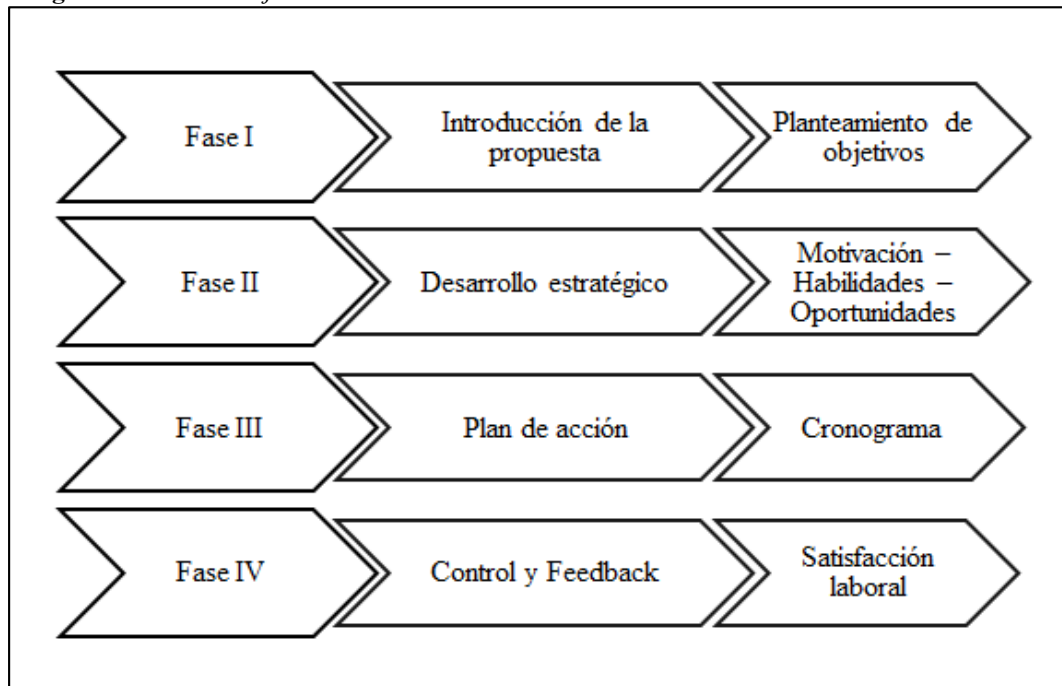 Fase I
Introducción de la
propuesta
Planteamiento de
objetivos
Fase II
Desarrollo estratégico
Motivación –
Habilidades –
Oportunidades
Fase III
Plan de acción
Cronograma
Fase IV
Control y Feedback
Satisfacción
laboral